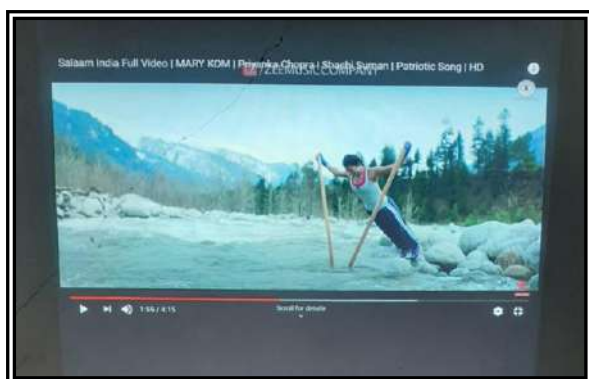 Salaam India Full Video | MARY KOM | Priyanka Chopra | Shachi Suman | Patriotic Song | HD
/ZEEMUSICCOMPANY
1:56 / 4:15
Scroll for details